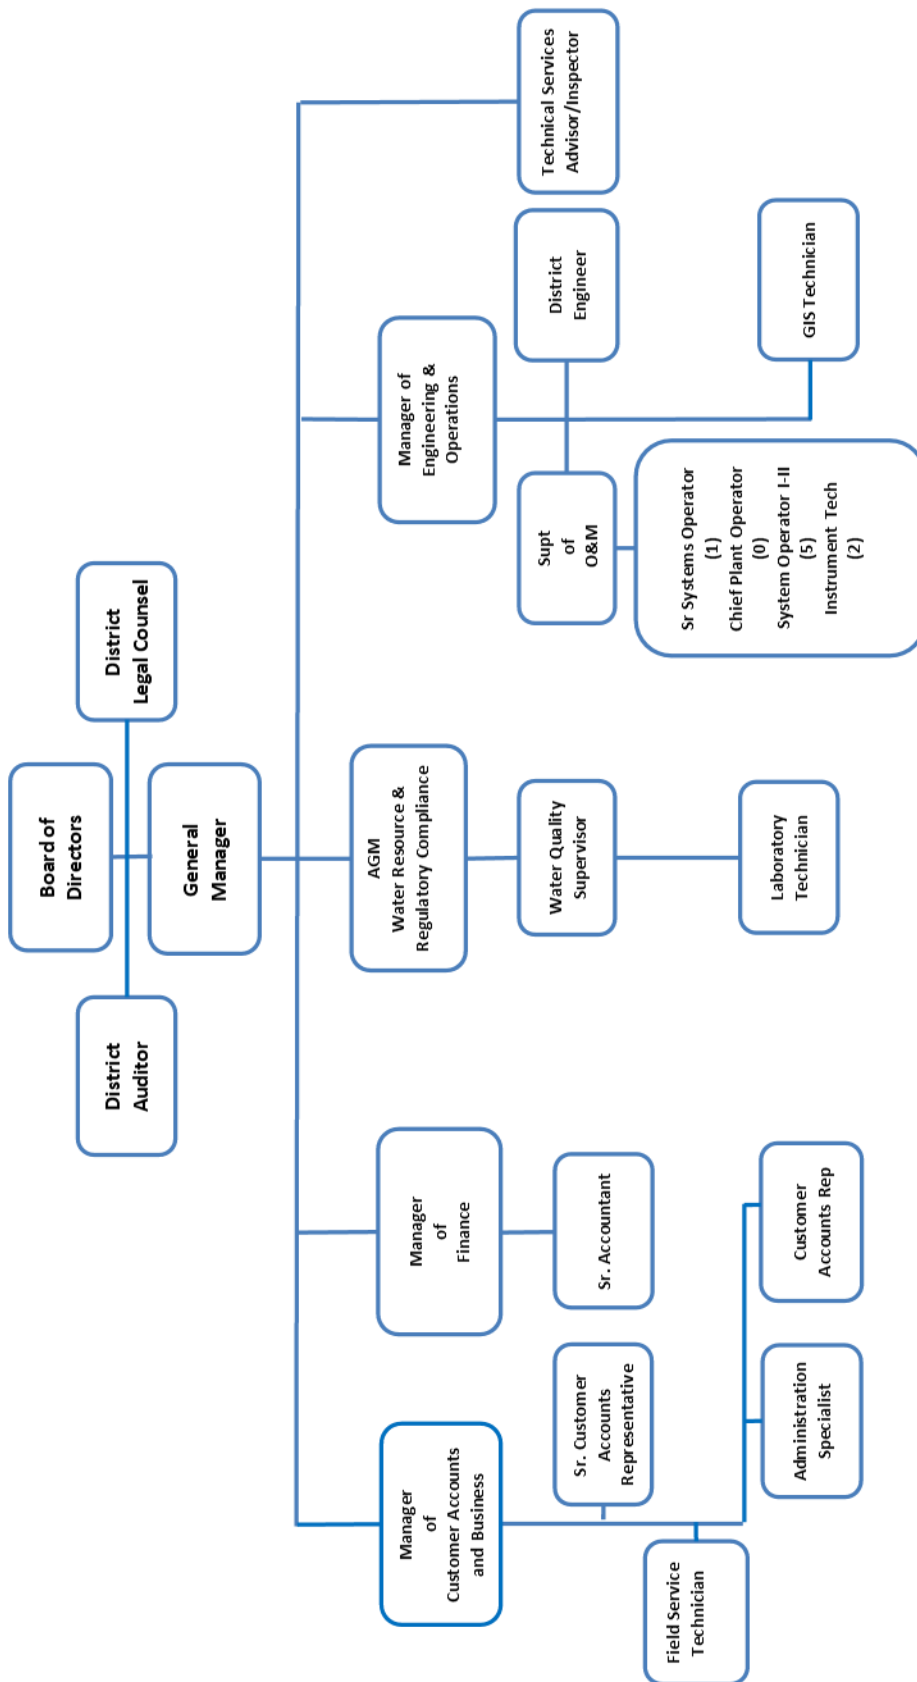 Board of
Directors
District
Auditor
District
Legal Counsel
General
Manager
Manager
of
Customer Accounts
and Business
Manager
of
Finance
AGM
Water Resource &
Regulatory Compliance
Manager of
Engineering &
Operations
Technical Services
Advisor/Inspector
Sr. Customer
Accounts
Representative
Sr. Accountant
Water Quality
Supervisor
Supt
of
O&M
District
Engineer
Field Service
Technician
Administration
Specialist
Customer
Accounts Rep
Laboratory
Technician
Sr Systems Operator
(1)
Chief Plant Operator
(0)
System Operator I-II
(5)
Instrument Tech
(2)
GIS Technician